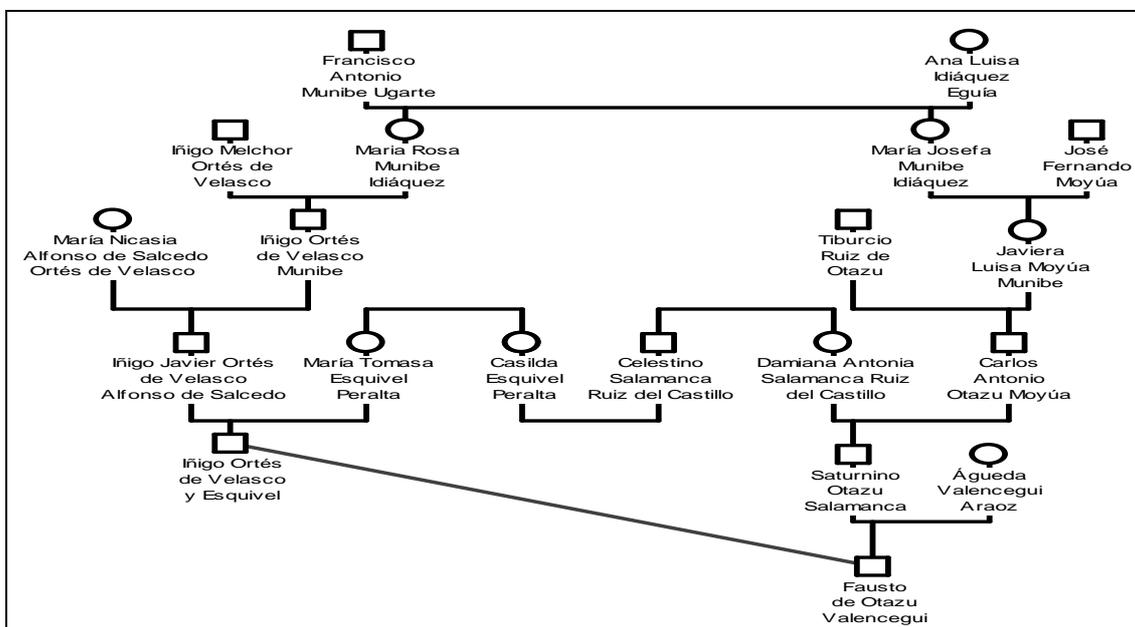 Francisco
Antonio
Munibe Ugarte
Ana Luisa
Idiáquez
Eguía
Iñigo Melchor
Ortés de
Velasco
Maria Rosa
Munibe
Idiáquez
María Josefa
Munibe
Idiáquez
José
Fernando
Moyúa
María Nicasia
Alfonso de Salcedo
Ortés de Velasco
Iñigo Ortés
de Velasco
Munibe
Tiburcio
Ruiz de
Otazu
Javiera
Luisa Moyúa
Munibe
Iñigo Javier Ortés
de Velasco
Alfonso de Salcedo
María Tomasa
Esquivel
Peralta
Casilda
Esquivel
Peralta
Celestino
Salamanca
Ruiz del Castillo
Damiana Antonia
Salamanca Ruiz
del Castillo
Carlos
Antonio
Otazu Moyúa
Iñigo Ortés
de Velasco
y Esquivel
Saturnino
Otazu
Salamanca
Águeda
Valencegui
Araoz
Fausto
de Otazu
Valencegui